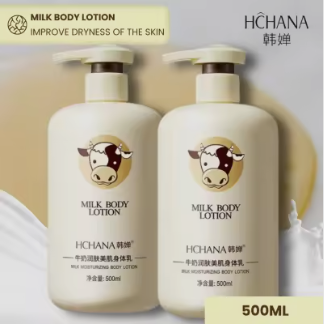 MILK BODY LOTION
IMPROVE DRYNESS OF THE SKIN
HCHANA
韩婵
MILK BODY
LOTION
HCHANA韩婵
牛奶润肤美肌身体乳
MILK MOISTURIZING BODY LOTION
净含量: 500ml
MILK BODY
LOTION
HCHANA韩婵
牛奶润肤美肌身体乳
MILK MOISTURIZING BODY LOTION
净含量: 500ml
500ML